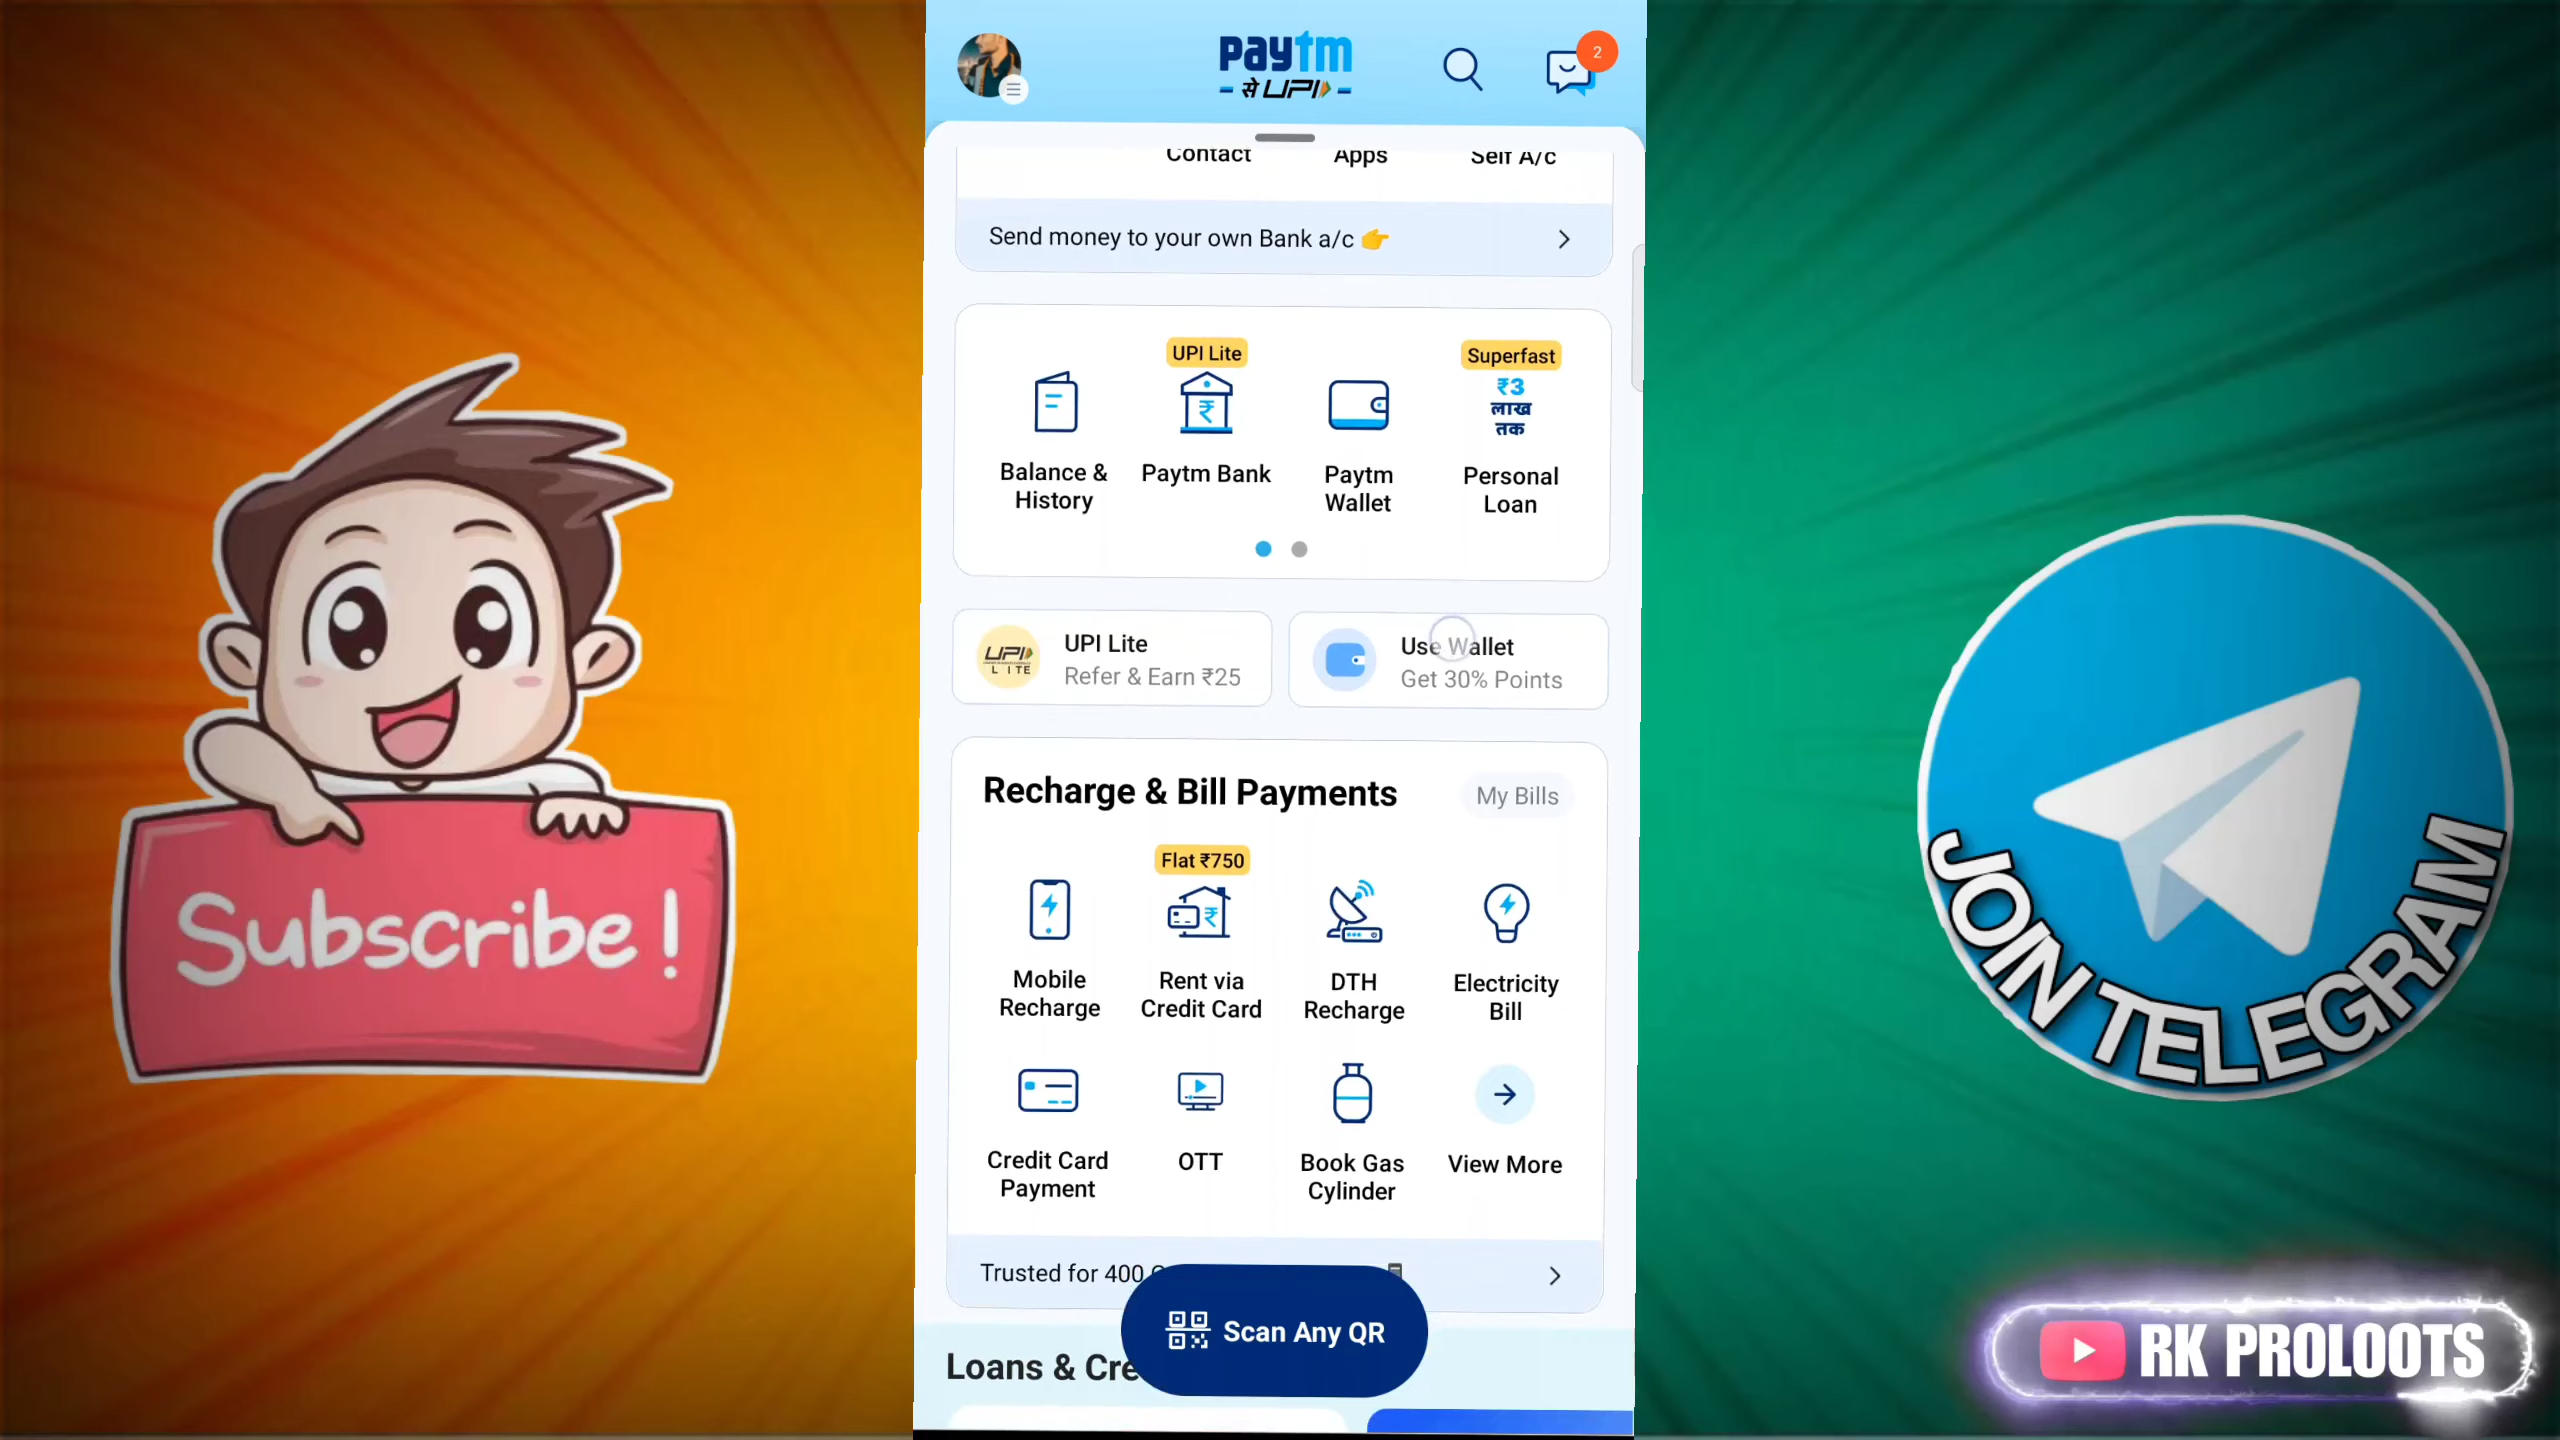 paytm
से UPI
2
Contact
Apps
Self A/c
Send money to your own Bank a/c 👉
UPI Lite
Superfast
₹3
लाख
तक
Balance &
History
Paytm Bank
Paytm
Wallet
Personal
Loan
UPI
LITE
UPI Lite
Refer & Earn ₹25
Use Wallet
Get 30% Points
Recharge & Bill Payments
My Bills
Flat ₹750
Mobile
Recharge
Rent via
Credit Card
DTH
Recharge
Electricity
Bill
Credit Card
Payment
OTT
Book Gas
Cylinder
View More
Trusted for 400
Scan Any QR
Loans &
Subscribe !
JOIN TELEGRAM
RK PROLOOTS